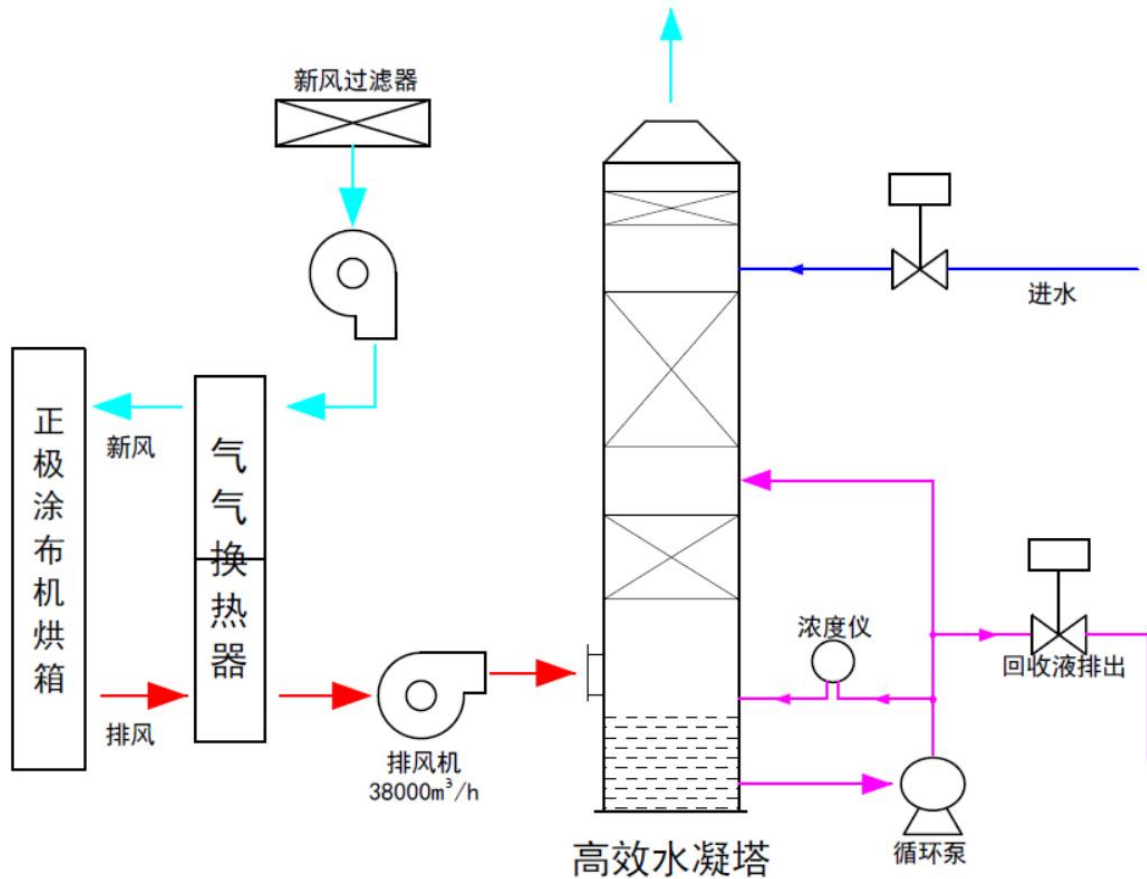 新风过滤器
进水
正极涂布机烘箱
气气换热器
新风
浓度仪
回收液排出
排风
排风机
38000m³/h
循环泵
高效水凝塔